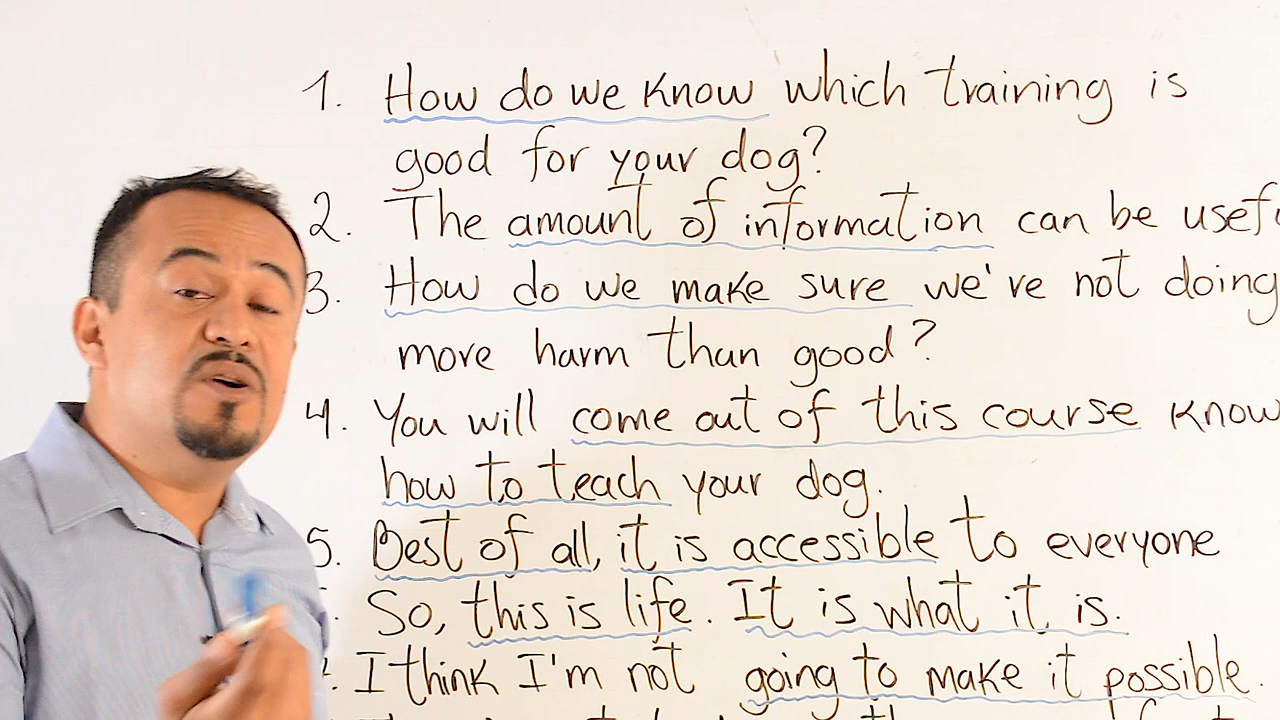 1. How do we know which training is
good for your dog?
2. The amount of information can be
3. How do we make sure we've not doing
more harm than good?
4. You will come out of this course know
how to teach your dog.
5. Best of all, it is accessible to everyone
So, this is life. It is what it is.
I think I'm not going to make it possible.